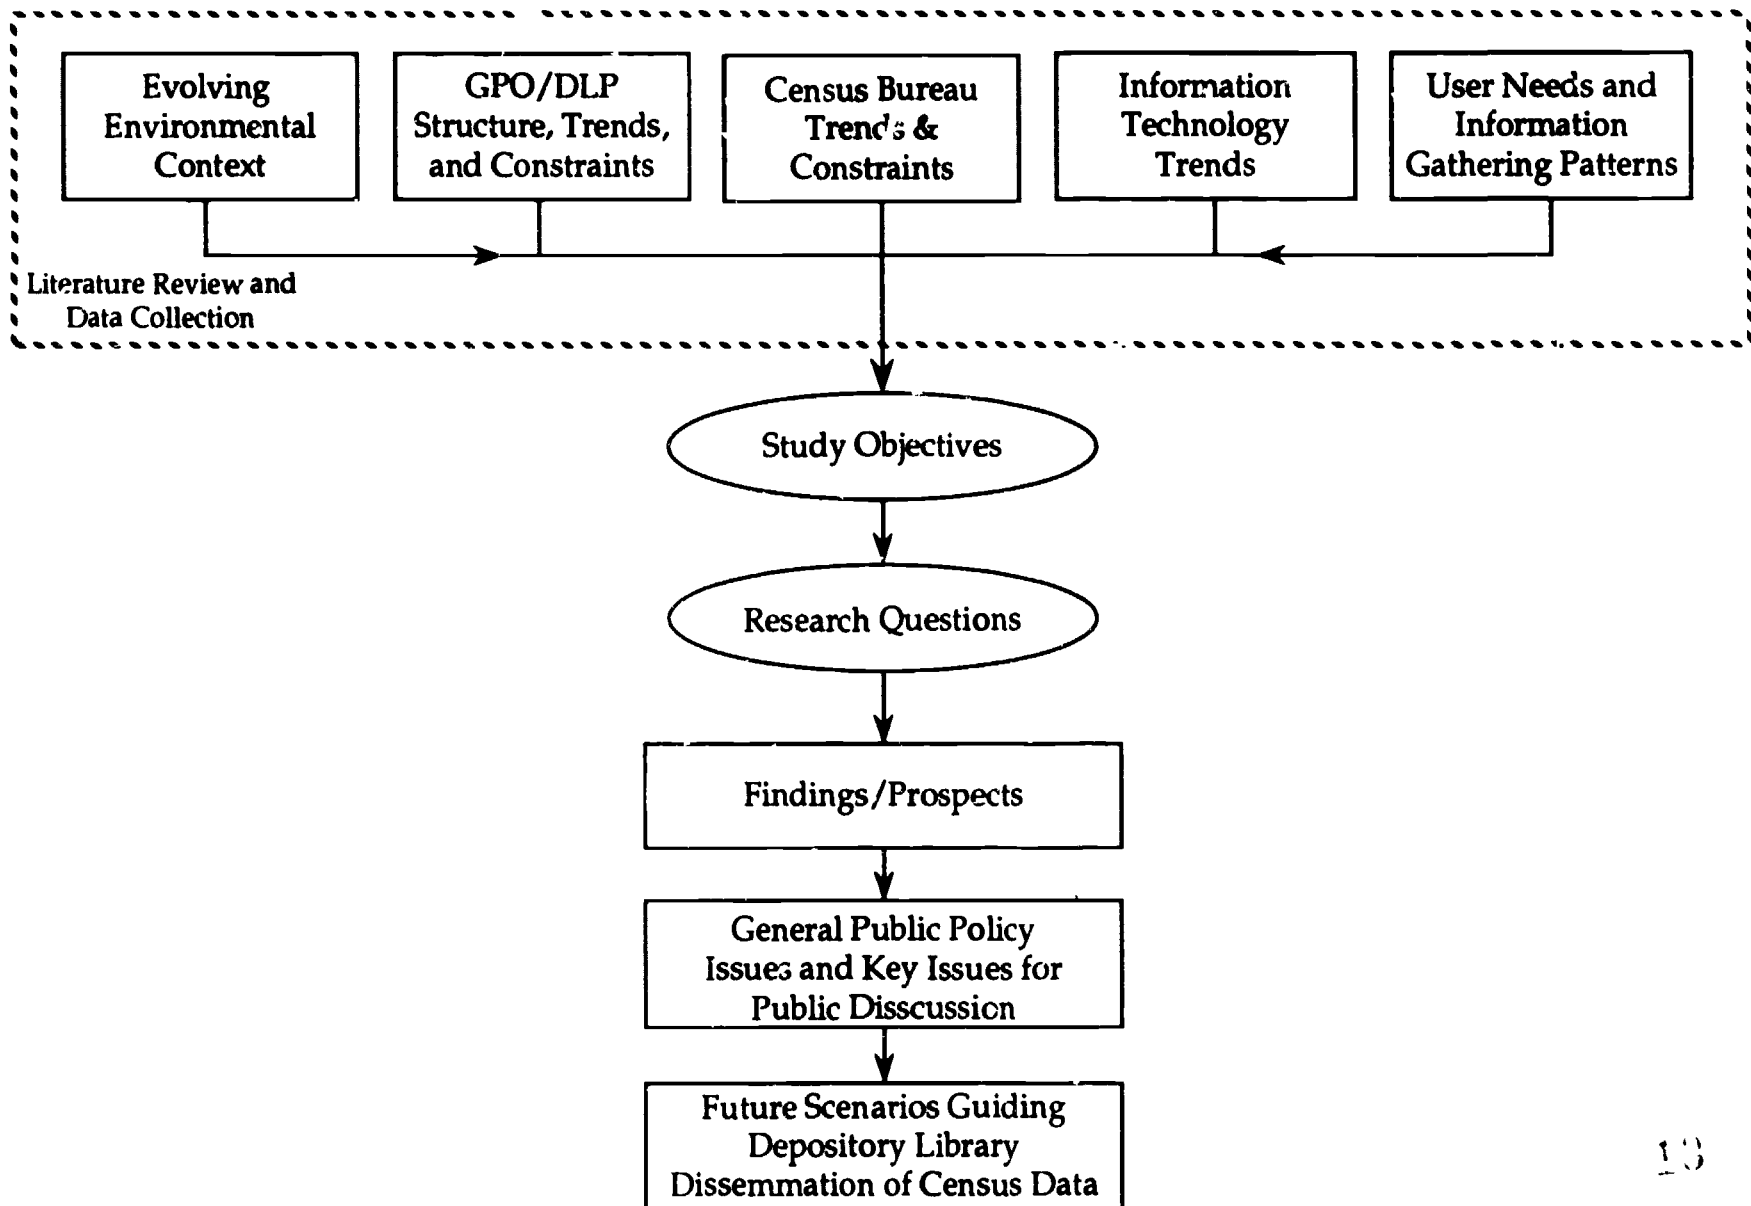 Evolving
Environmental
Context
GPO/DLP
Structure, Trends,
and Constraints
Census Bureau
Trends &
Constraints
Information
Technology
Trends
User Needs and
Information
Gathering Patterns
Literature Review and
Data Collection
Study Objectives
Research Questions
Findings/Prospects
General Public Policy
Issues and Key Issues for
Public Disscussion
Future Scenarios Guiding
Depository Library
Dissemmation of Census Data